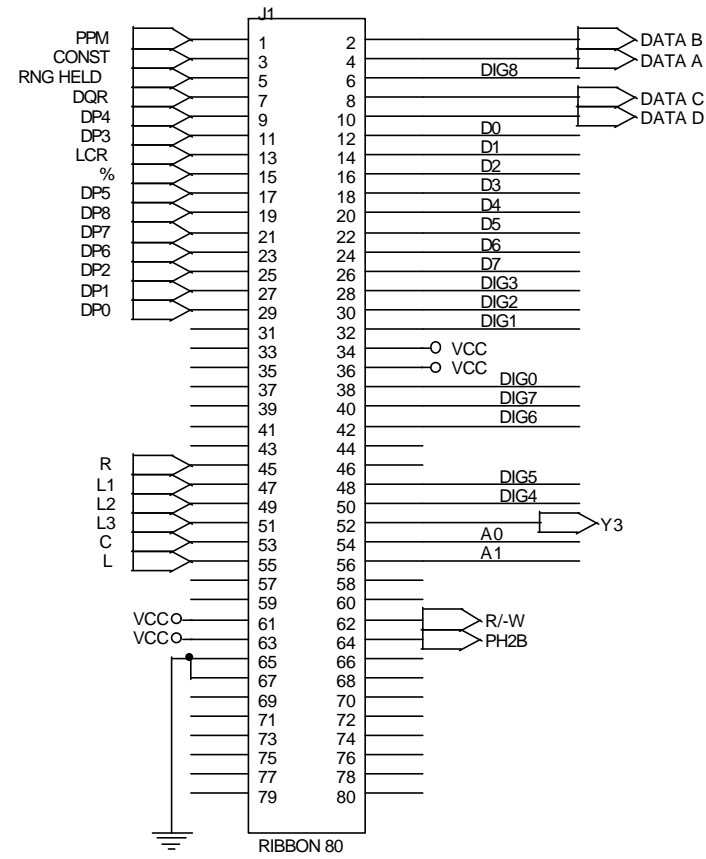 J1
PPM 1 2 DATA B
CONST 3 4 DATA A
RNG HELD 5 6 DIG8
DQR 7 8 DATA C
DP4 9 10 DATA D
DP3 11 12 D0
LCR 13 14 D1
% 15 16 D2
DP5 17 18 D3
DP8 19 20 D4
DP7 21 22 D5
DP6 23 24 D6
DP2 25 26 D7
DP1 27 28 DIG3
DP0 29 30 DIG2
31 32 DIG1
33 34 VCC
35 36 VCC
37 38 DIG0
39 40 DIG7
41 42 DIG6
43 44
R 45 46
L1 47 48 DIG5
L2 49 50 DIG4
L3 51 52 Y3
C 53 54 A0
L 55 56 A1
57 58
59 60
VCC 61 62 R/-W
VCC 63 64 PH2B
65 66
67 68
69 70
71 72
73 74
75 76
77 78
79 80
RIBBON 80